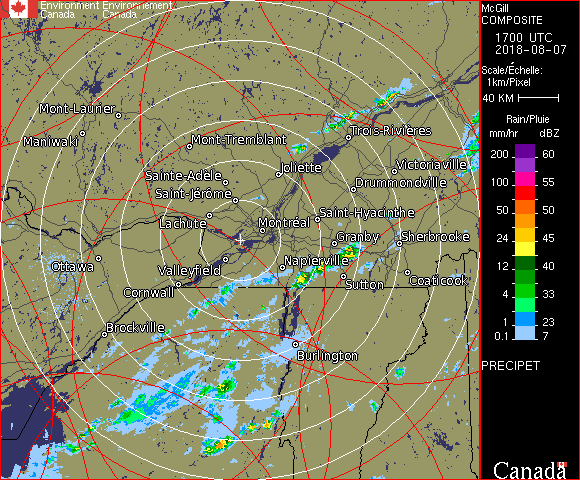 Environment Environnement
Canada Canada
McGill
COMPOSITE
1700 UTC
2018-08-07
Scale/Échelle:
1km/Pixel
40 KM
Rain/Pluie
mm/hr dBZ
200 60
100 55
50 50
24 45
12 40
4 33
1 23
0.1 7
PRECIPET
Canada
Mont-Laurier
Maniwaki
Mont-Tremblant
Trois-Rivières
Joliette
Victoriaville
Sainte-Adèle
Drummondville
Saint-Jérôme
Saint-Hyacinthe
Lachute
Montréal
Granby
Sherbrooke
Ottawa
Valleyfield
Napierville
Cornwall
Sutton
Coaticook
Brockville
Burlington